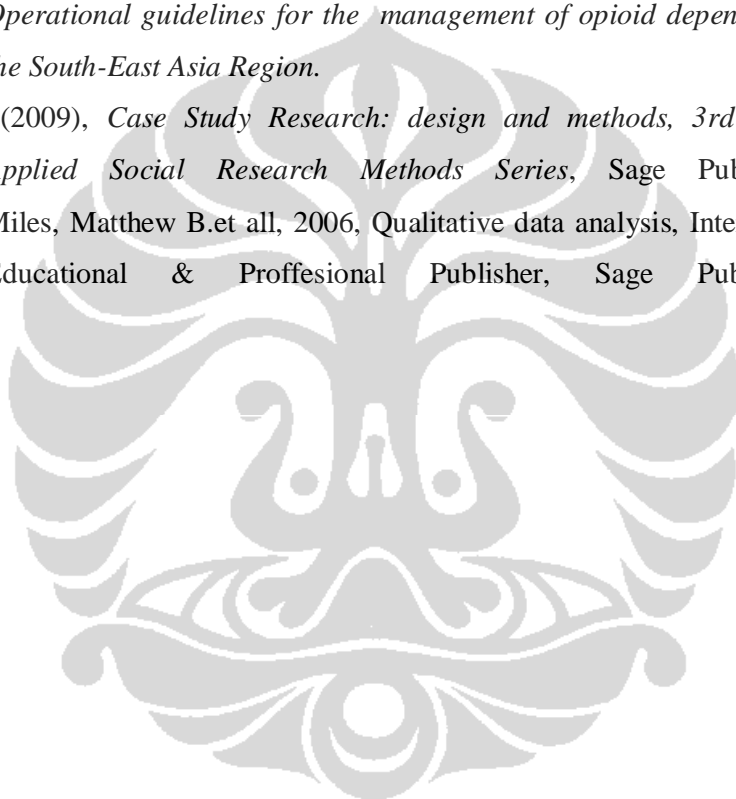 Operational guidelines for the management of opioid depen
he South-East Asia Region.
(2009), Case Study Research: design and methods, 3rd
Applied Social Research Methods Series, Sage Pub
Miles, Matthew B.et all, 2006, Qualitative data analysis, Inte
Educational & Proffesional Publisher, Sage Pub